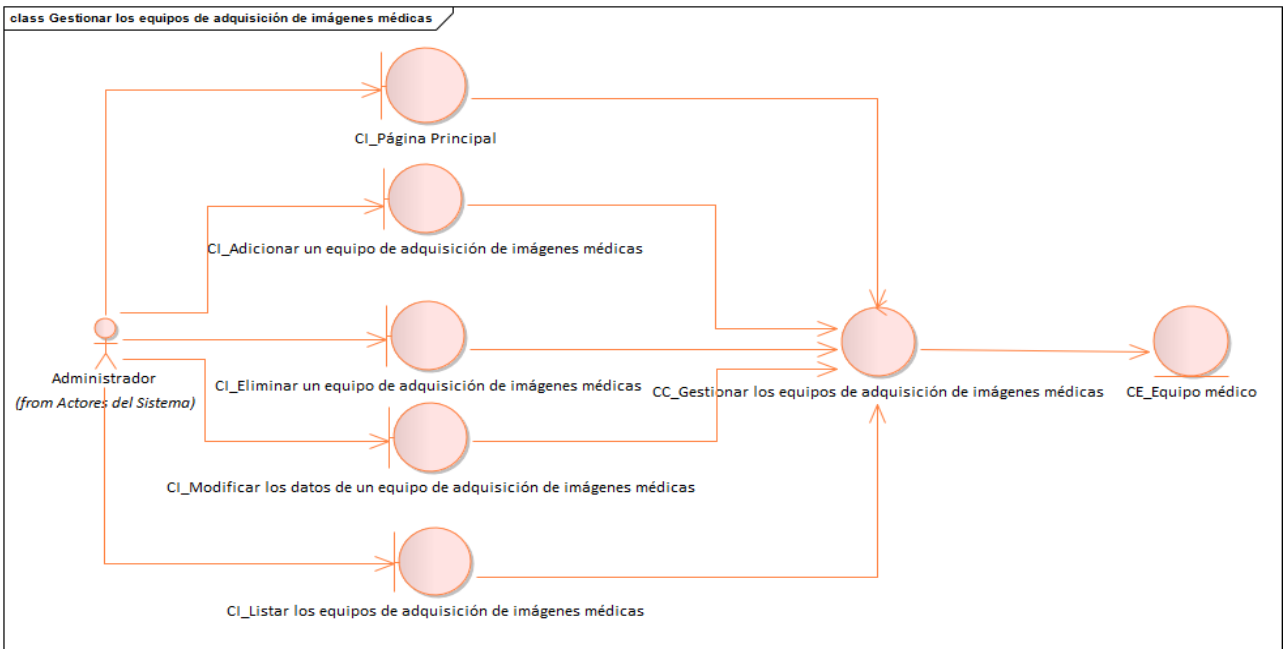 class Gestionar los equipos de adquisición de imágenes médicas
CI_Página Principal
CI_Adicionar un equipo de adquisición de imágenes médicas
Administrador
(from Actores del Sistema)
CI_Eliminar un equipo de adquisición de imágenes médicas
CC_Gestionar los equipos de adquisición de imágenes médicas
CE_Equipo médico
CI_Modificar los datos de un equipo de adquisición de imágenes médicas
CI_Listar los equipos de adquisición de imágenes médicas